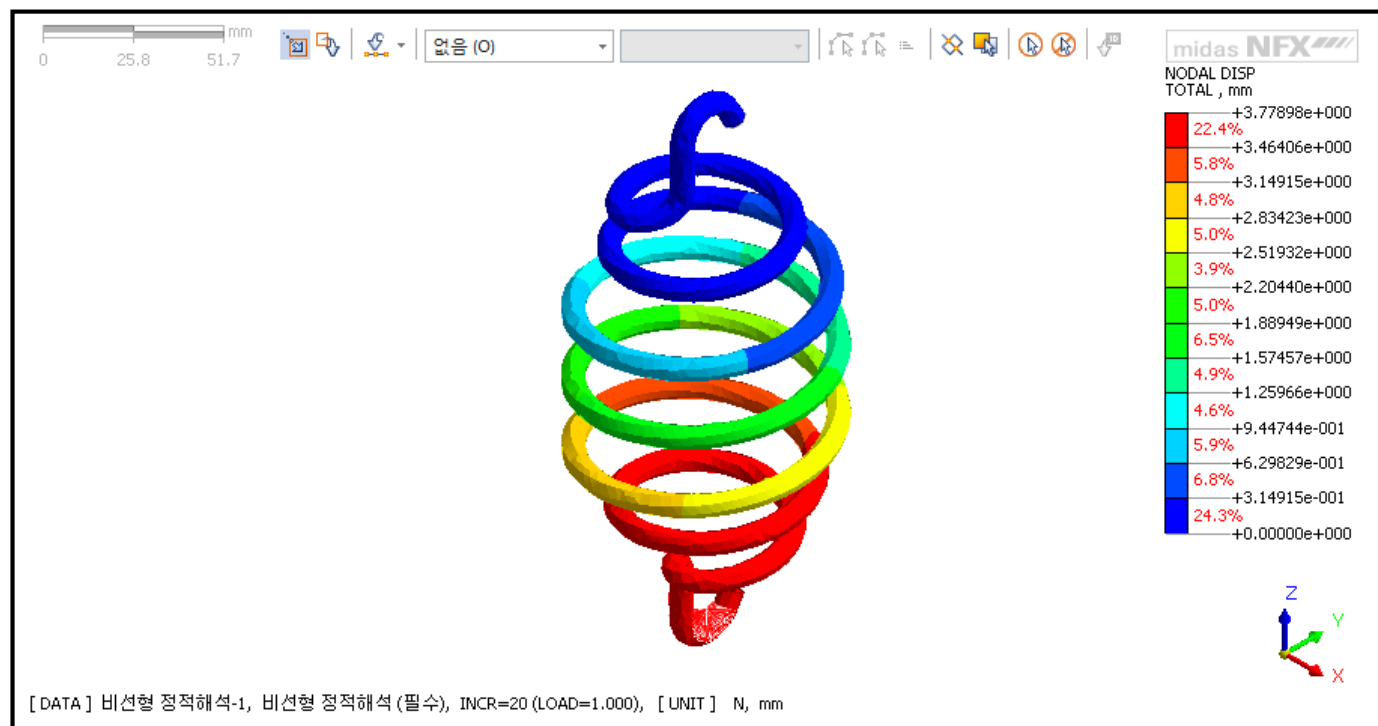 mm
0 25.8 51.7
없음 (O)
midas NFX
NODAL DISP
TOTAL , mm
+3.77898e+000
22.4%
+3.46406e+000
5.8%
+3.14915e+000
4.8%
+2.83423e+000
5.0%
+2.51932e+000
3.9%
+2.20440e+000
5.0%
+1.88949e+000
6.5%
+1.57457e+000
4.9%
+1.25966e+000
4.6%
+9.44744e-001
5.9%
+6.29829e-001
6.8%
+3.14915e-001
24.3%
+0.00000e+000
Z
Y
X
[ DATA ] 비선형 정적해석-1, 비선형 정적해석 (필수), INCR=20 (LOAD=1.000), [ UNIT ] N, mm